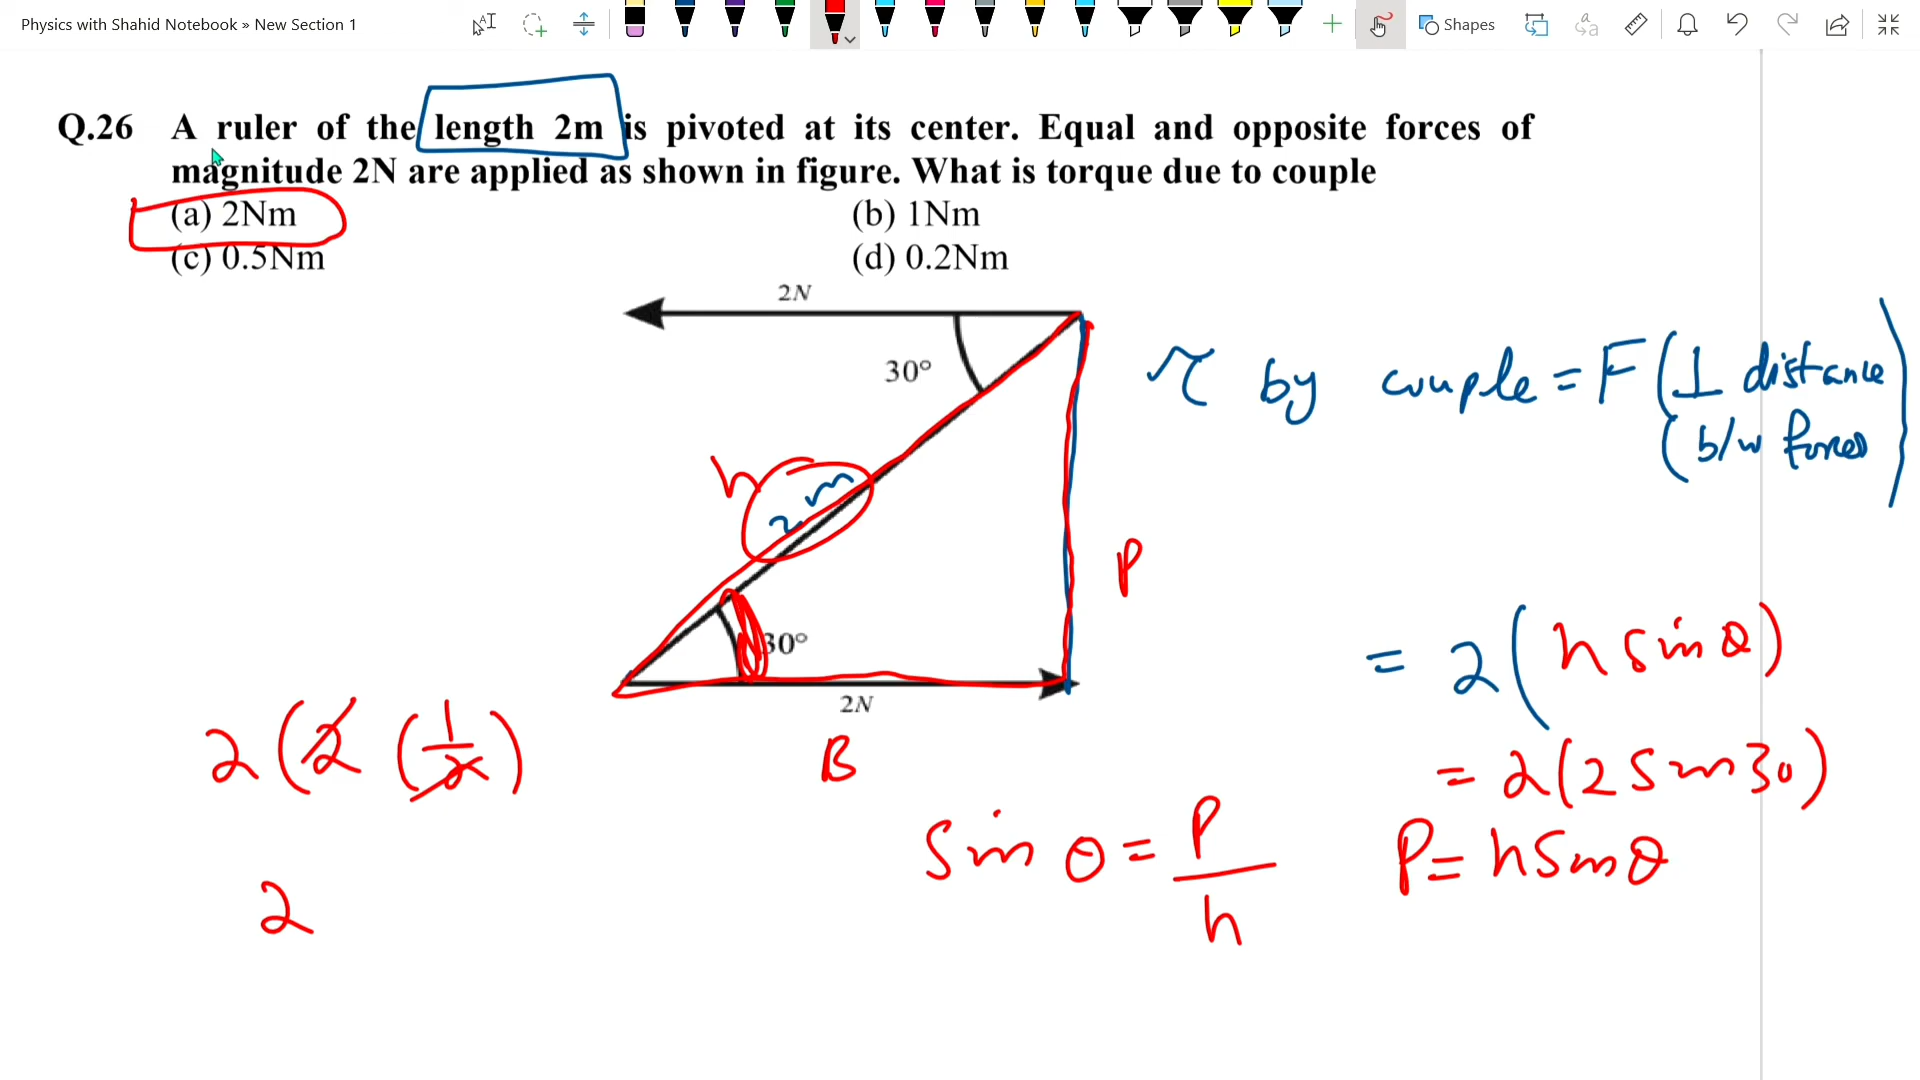 Physics with Shahid Notebook » New Section 1
Shapes
Q.26 A ruler of the length 2m is pivoted at its center. Equal and opposite forces of
magnitude 2N are applied as shown in figure. What is torque due to couple
(a) 2Nm (b) 1Nm
(c) 0.5Nm (d) 0.2Nm
2N
30°
τ by couple = F (⊥ distance
b/w forces)
h
2m
P
30°
= 2(h sin θ)
2N
2(2(1/2)
B
= 2(2 Sin 30)
Sin θ = P/h
P = h Sin θ
2